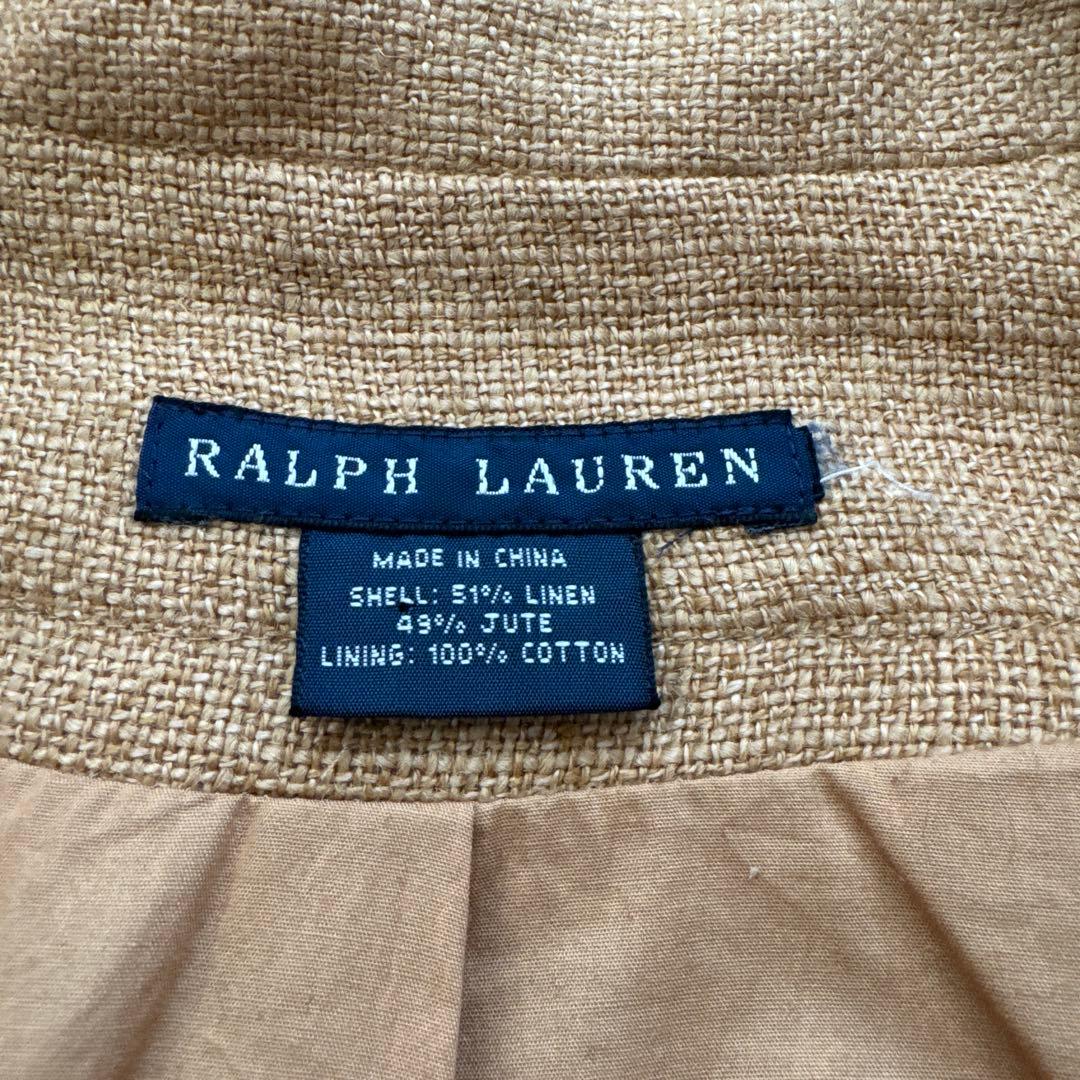 RALPH LAUREN
MADE IN CHINA
SHELL: 51% LINEN
49% JUTE
LINING: 100% COTTON